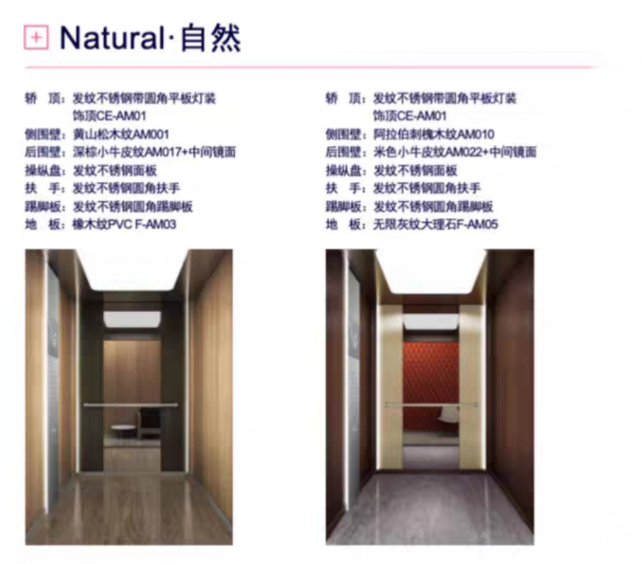 Natural·自然
轿 顶：发纹不锈钢带圆角平板灯装
饰顶CE-AM01
侧围壁：黄山松木纹AM001
后围壁：深棕小牛皮纹AM017+中间镜面
操纵盘：发纹不锈钢面板
扶 手：发纹不锈钢圆角扶手
踢脚板：发纹不锈钢圆角踢脚板
地 板：橡木纹PVC F-AM03
轿 顶：发纹不锈钢带圆角平板灯装
饰顶CE-AM01
侧围壁：阿拉伯刺槐木纹AM010
后围壁：米色小牛皮纹AM022+中间镜面
操纵盘：发纹不锈钢面板
扶 手：发纹不锈钢圆角扶手
踢脚板：发纹不锈钢圆角踢脚板
地 板：无限灰纹大理石F-AM05